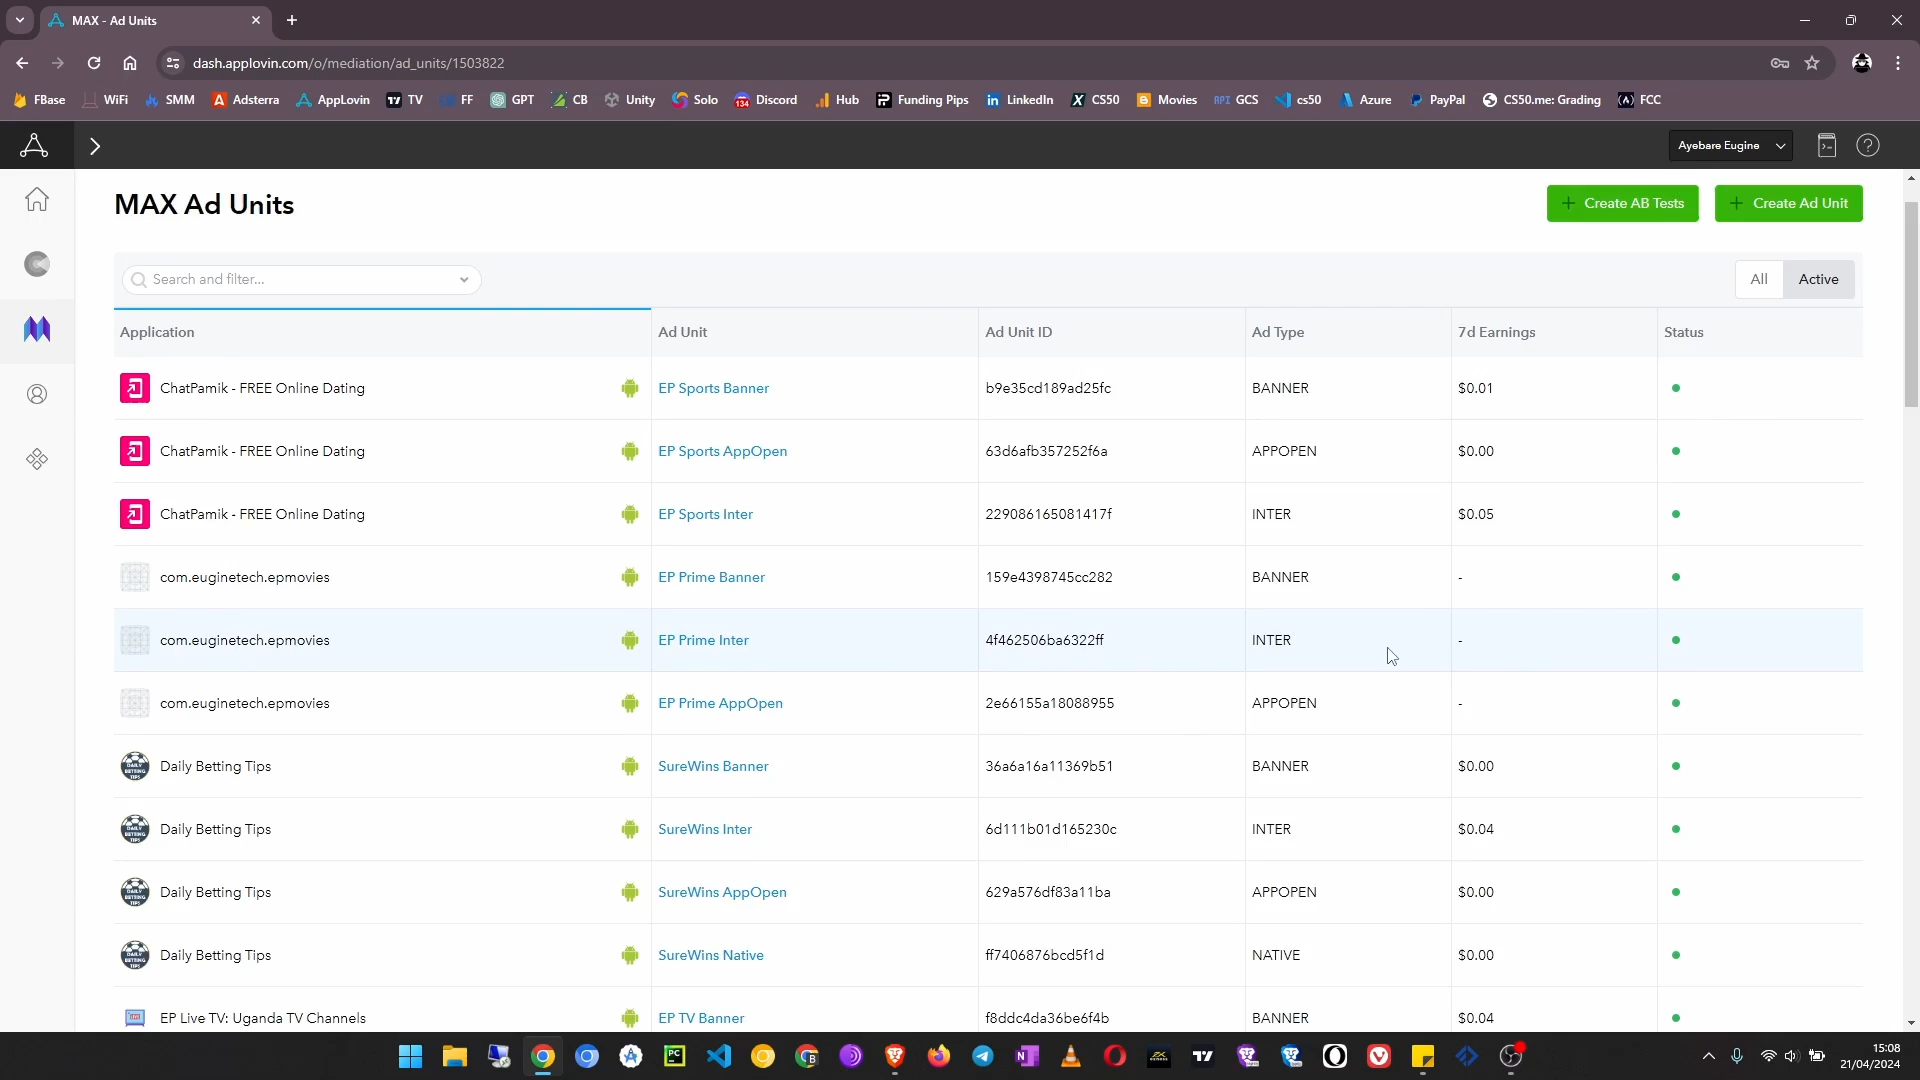 MAX - Ad Units
dash.applovin.com/o/mediation/ad_units/1503822
FBase WiFi SMM Adsterra AppLovin TV FF GPT CB Unity Solo Discord Hub Funding Pips LinkedIn CS50 Movies GCS cs50 Azure PayPal CS50.me: Grading FCC
Ayebare Eugine
MAX Ad Units
+ Create AB Tests
+ Create Ad Unit
Search and filter...
All Active
Application Ad Unit Ad Unit ID Ad Type 7d Earnings Status
ChatPamik - FREE Online Dating EP Sports Banner b9e35cd189ad25fc BANNER $0.01
ChatPamik - FREE Online Dating EP Sports AppOpen 63d6afb357252f6a APPOPEN $0.00
ChatPamik - FREE Online Dating EP Sports Inter 229086165081417f INTER $0.05
com.euginetech.epmovies EP Prime Banner 159e4398745cc282 BANNER -
com.euginetech.epmovies EP Prime Inter 4f462506ba6322ff INTER -
com.euginetech.epmovies EP Prime AppOpen 2e66155a18088955 APPOPEN -
Daily Betting Tips SureWins Banner 36a6a16a11369b51 BANNER $0.00
Daily Betting Tips SureWins Inter 6d111b01d165230c INTER $0.04
Daily Betting Tips SureWins AppOpen 629a576df83a11ba APPOPEN $0.00
Daily Betting Tips SureWins Native ff7406876bcd5f1d NATIVE $0.00
EP Live TV: Uganda TV Channels EP TV Banner f8ddc4da36be6f4b BANNER $0.04
15:08
21/04/2024